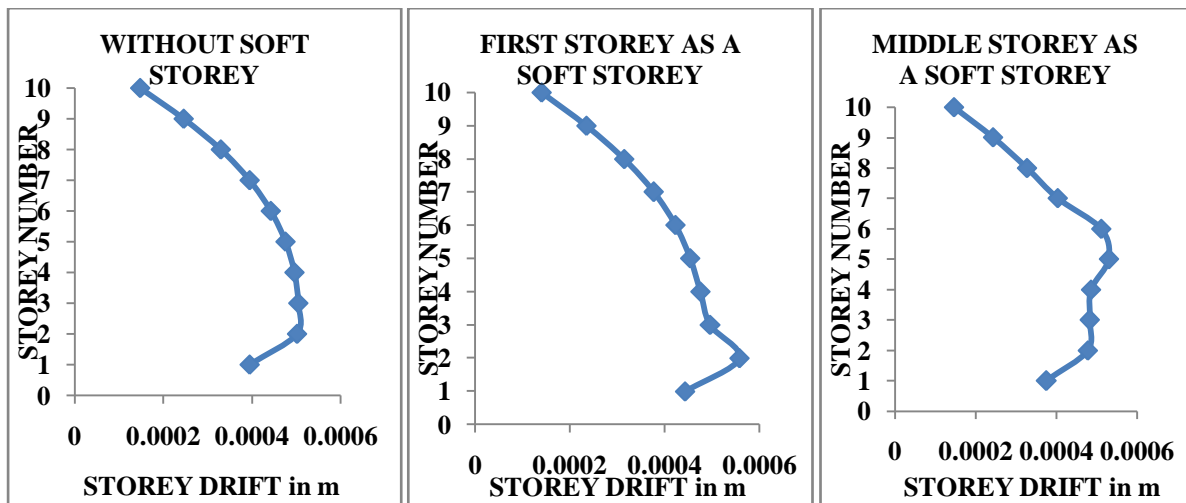 WITHOUT SOFT
STOREY
STOREY NUMBER
10
9
8
7
6
5
4
3
2
1
0
0 0.0002 0.0004 0.0006
STOREY DRIFT in m
FIRST STOREY AS A
SOFT STOREY
STOREY NUMBER
10
9
8
7
6
5
4
3
2
1
0
0 0.0002 0.0004 0.0006
STOREY DRIFT in m
MIDDLE STOREY AS
A SOFT STOREY
STOREY NUMBER
10
9
8
7
6
5
4
3
2
1
0
0 0.0002 0.0004 0.0006
STOREY DRIFT in m